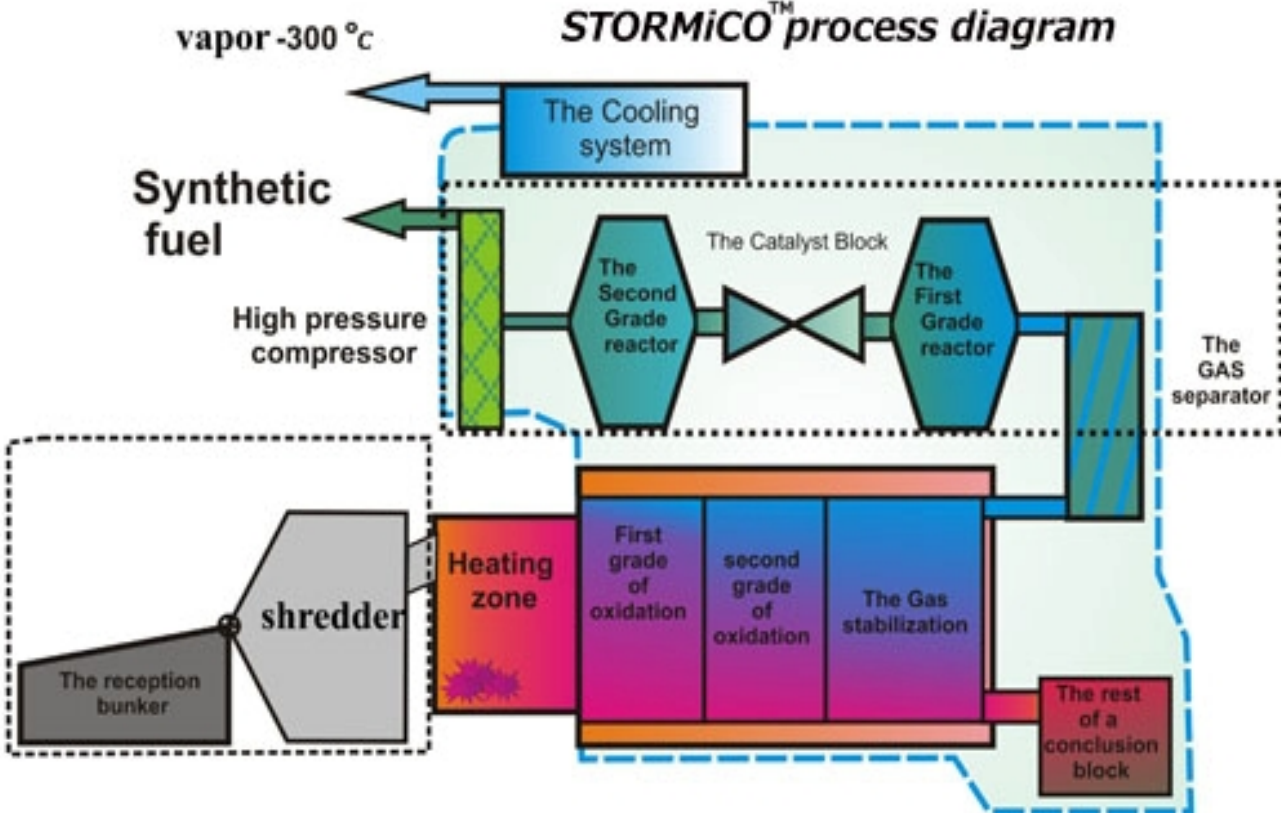 STORMiCO™ process diagram
vapor -300 °c
The Cooling
system
Synthetic
fuel
The Catalyst Block
The
Second
Grade
reactor
The
First
Grade
reactor
High pressure
compressor
The
GAS
separator
Heating
zone
First
grade
of
oxidation
second
grade
of
oxidation
The Gas
stabilization
shredder
The reception
bunker
The rest
of a
conclusion
block